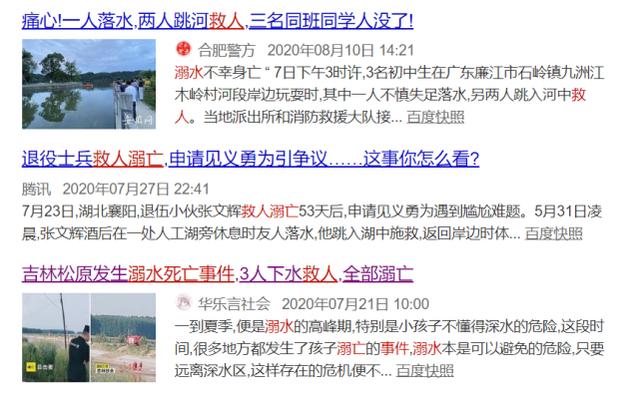 痛心!一人落水,两人跳河救人,三名同班同学人没了!
合肥警方 2020年08月10日 14:21
溺水不幸身亡 “ 7日下午3时许,3名初中生在广东廉江市石岭镇九洲江
木岭村河段岸边玩耍时,其中一人不慎失足落水,另两人跳入河中救
人。当地派出所和消防救援大队接... 百度快照
退役士兵救人溺亡,申请见义勇为引争议……这事你怎么看?
腾讯 2020年07月27日 22:41
7月23日,湖北襄阳,退伍小伙张文辉救人溺亡53天后,申请见义勇为遇到尴尬难题。5月31日凌
晨,张文辉酒后在一处人工湖旁休息时友人落水,他跳入湖中施救,返回岸边时体... 百度快照
吉林松原发生溺水死亡事件,3人下水救人,全部溺亡
华乐言社会 2020年07月21日 10:00
一到夏季,便是溺水的高峰期,特别是小孩子不懂得深水的危险,这段时
间,很多地方都发生了孩子溺亡的事件,溺水本是可以避免的危险,只要
远离深水区,这样存在的危机便不... 百度快照